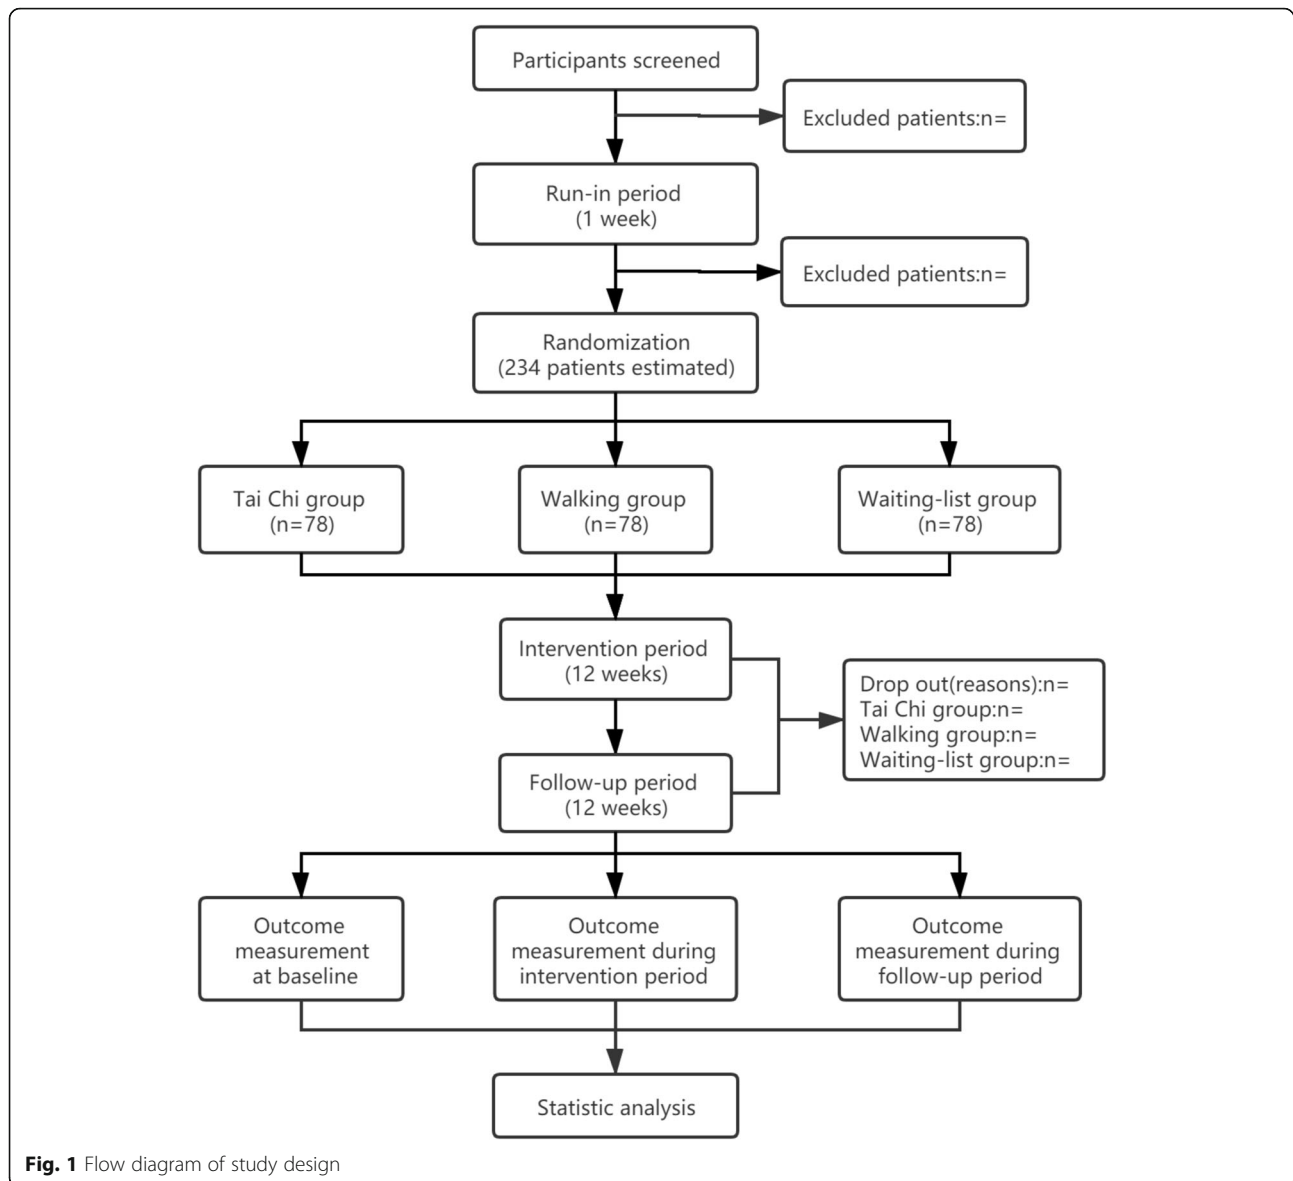 Participants screened
Excluded patients:n=
Run-in period
(1 week)
Excluded patients:n=
Randomization
(234 patients estimated)
Tai Chi group
(n=78)
Walking group
(n=78)
Waiting-list group
(n=78)
Intervention period
(12 weeks)
Drop out(reasons):n=
Tai Chi group:n=
Walking group:n=
Waiting-list group:n=
Follow-up period
(12 weeks)
Outcome
measurement
at baseline
Outcome
measurement during
intervention period
Outcome
measurement during
follow-up period
Statistic analysis
Fig. 1 Flow diagram of study design